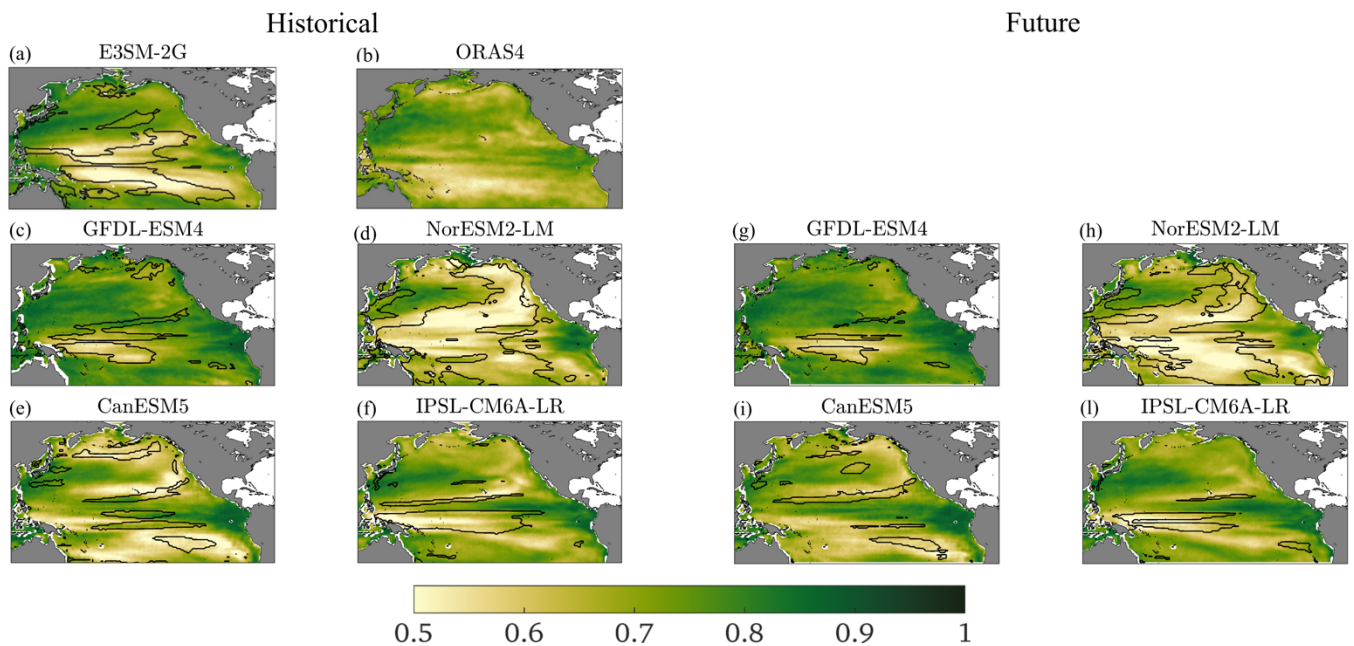 Historical Future
(a) E3SM-2G (b) ORAS4
(c) GFDL-ESM4 (d) NorESM2-LM (g) GFDL-ESM4 (h) NorESM2-LM
(e) CanESM5 (f) IPSL-CM6A-LR (i) CanESM5 (l) IPSL-CM6A-LR
0.5 0.6 0.7 0.8 0.9 1